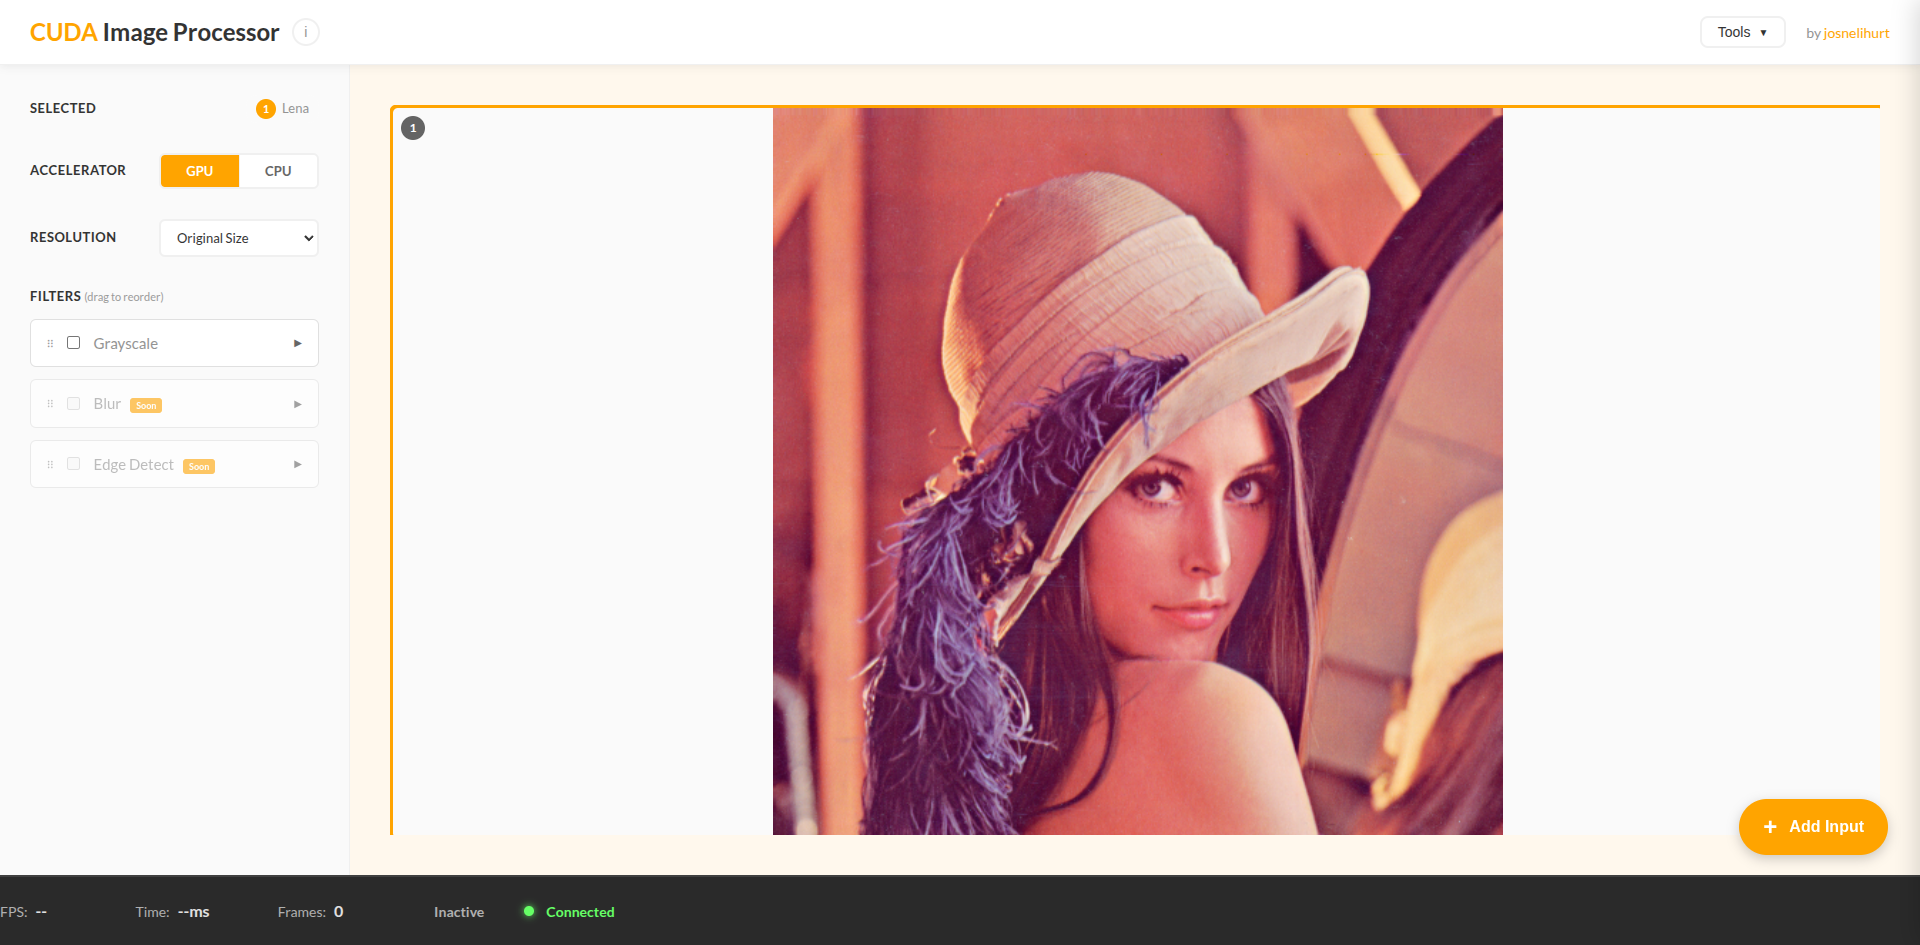 CUDA Image Processor i
Tools ▼ by josnelihurt
SELECTED 1 Lena
ACCELERATOR GPU CPU
RESOLUTION Original Size
FILTERS (drag to reorder)
Grayscale
Blur Soon
Edge Detect Soon
1
+ Add Input
FPS: -- Time: --ms Frames: 0 Inactive Connected